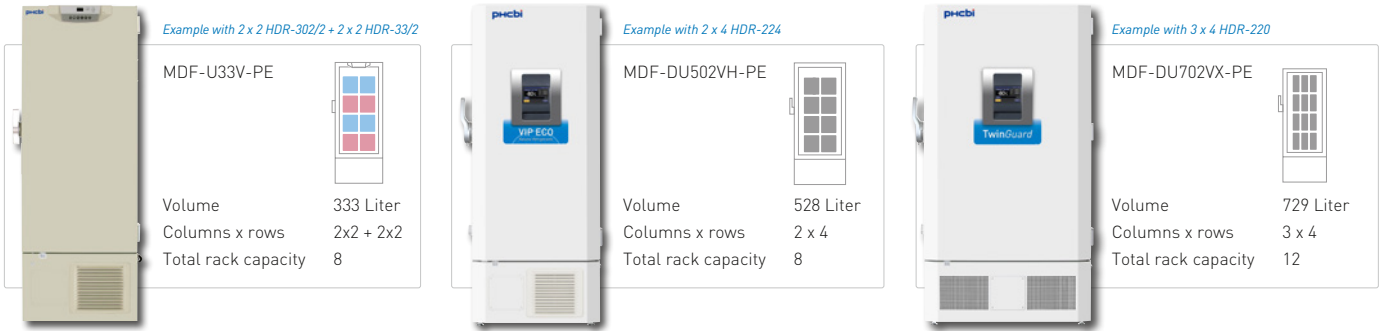 PHCbi
Example with 2 x 2 HDR-302/2 + 2 x 2 HDR-33/2
MDF-U33V-PE
Volume 333 Liter
Columns x rows 2x2 + 2x2
Total rack capacity 8
PHCbi
Example with 2 x 4 HDR-224
VIP ECO
MDF-DU502VH-PE
Volume 528 Liter
Columns x rows 2 x 4
Total rack capacity 8
PHCbi
Example with 3 x 4 HDR-220
TwinGuard
MDF-DU702VX-PE
Volume 729 Liter
Columns x rows 3 x 4
Total rack capacity 12